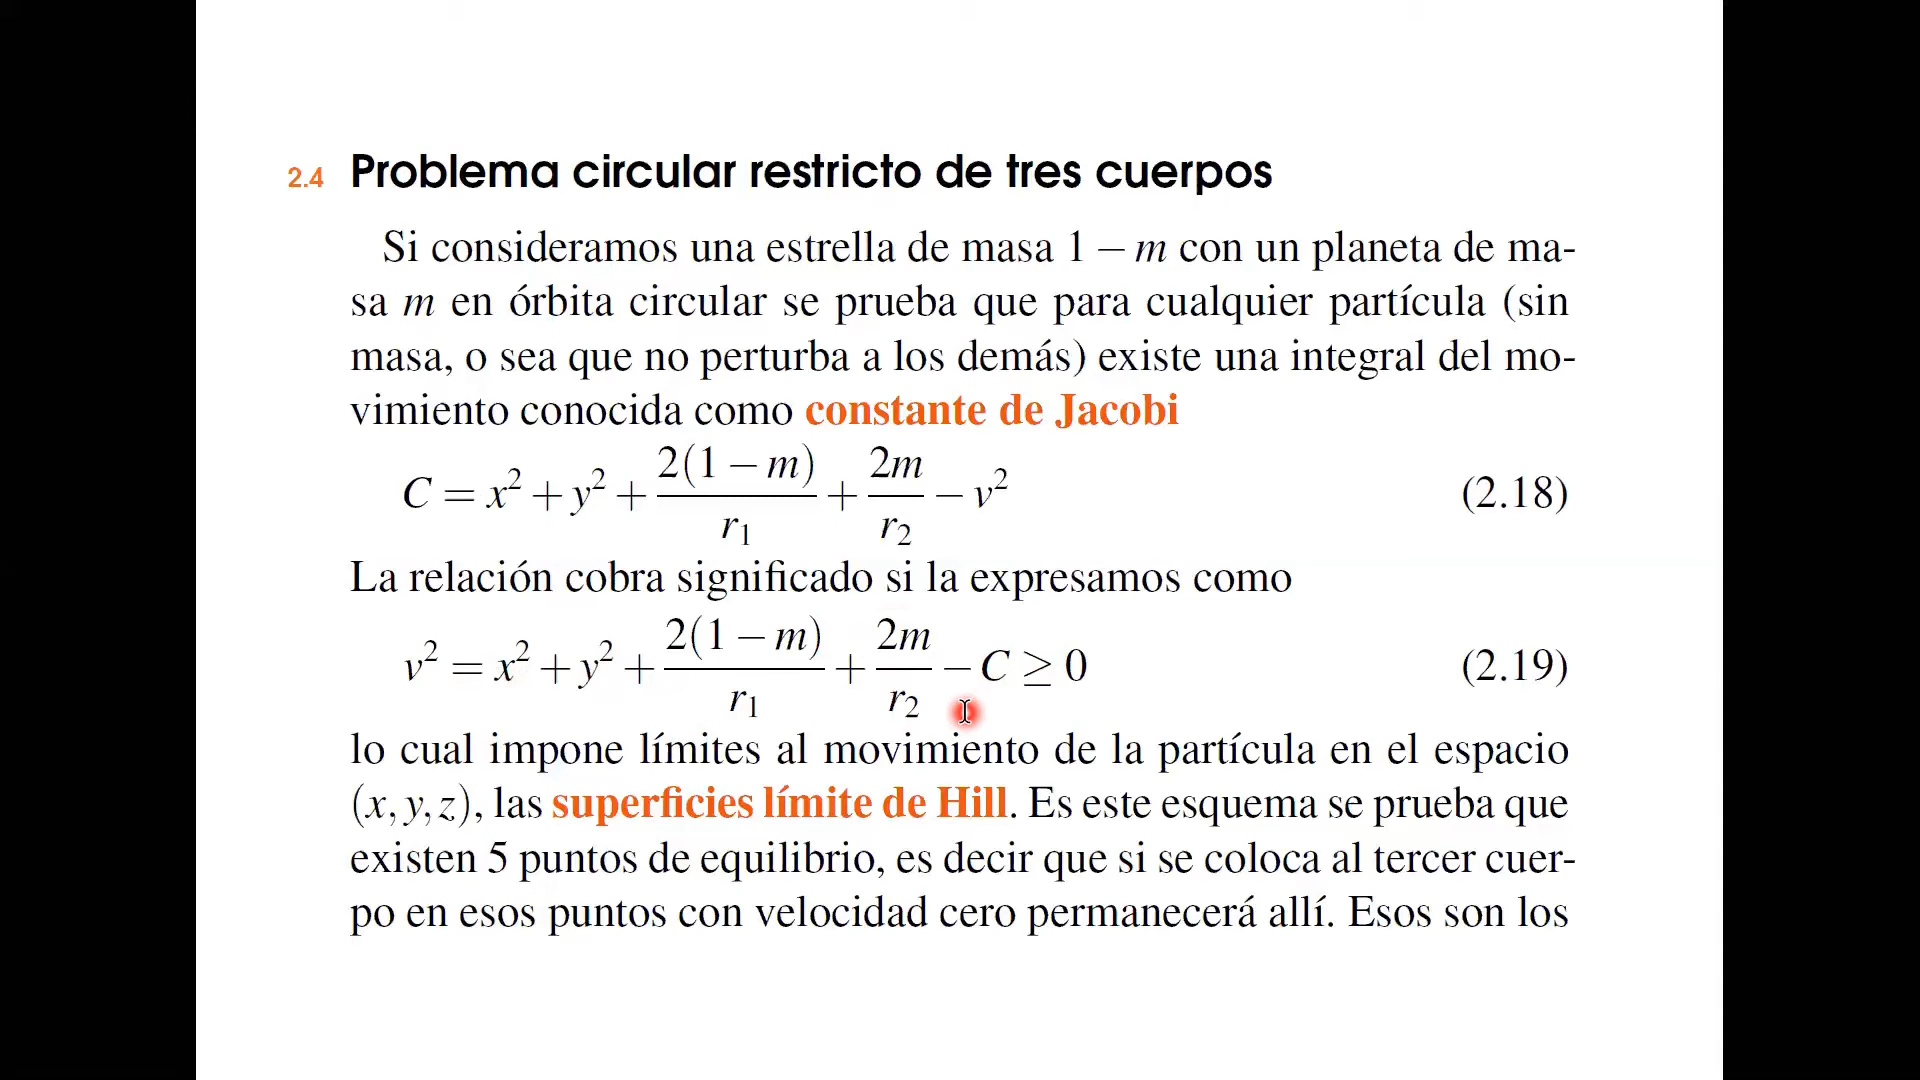 2.4 Problema circular restricto de tres cuerpos
Si consideramos una estrella de masa 1 − m con un planeta de ma-
sa m en órbita circular se prueba que para cualquier partícula (sin
masa, o sea que no perturba a los demás) existe una integral del mo-
vimiento conocida como constante de Jacobi
C = x² + y² + 2(1 − m)/r₁ + 2m/r₂ − v² (2.18)
La relación cobra significado si la expresamos como
v² = x² + y² + 2(1 − m)/r₁ + 2m/r₂ − C ≥ 0 (2.19)
lo cual impone límites al movimiento de la partícula en el espacio
(x, y, z), las superficies límite de Hill. Es este esquema se prueba que
existen 5 puntos de equilibrio, es decir que si se coloca al tercer cuer-
po en esos puntos con velocidad cero permanecerá allí. Esos son los